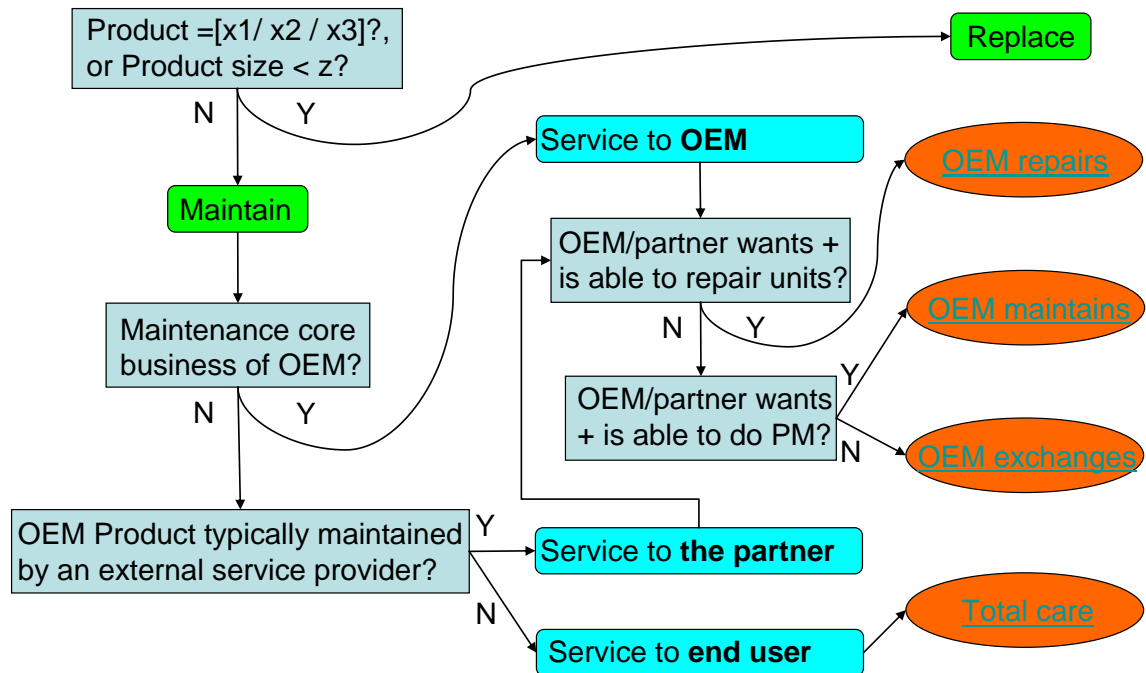 Product =[x1/ x2 / x3]?,
or Product size < z?
Replace
N
Y
Service to OEM
OEM repairs
Maintain
OEM/partner wants +
is able to repair units?
OEM maintains
N
Y
Maintenance core
business of OEM?
Y
N
Y
OEM/partner wants
+ is able to do PM?
N
OEM exchanges
OEM Product typically maintained
by an external service provider?
Y
Service to the partner
N
Service to end user
Total care